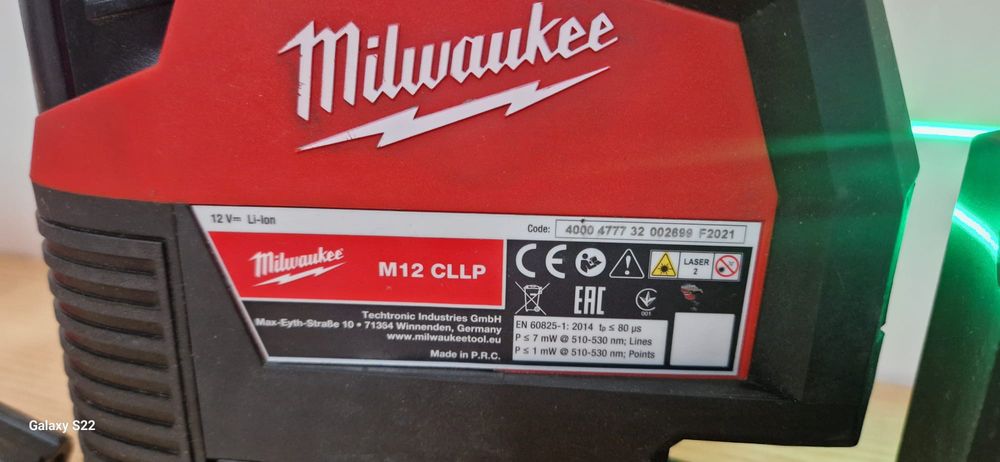 Milwaukee
12 V Li-Ion
Code: 4000 4777 32 002699 F2021
Milwaukee
M12 CLLP
Techtronic Industries GmbH
Max-Eyth-Straße 10 • 71364 Winnenden, Germany
www.milwaukeetool.eu
Made in P.R.C.
CE
LASER
2
EAC
001
EN 60825-1: 2014 tp ≤ 80 µs
P ≤ 7 mW @ 510-530 nm; Lines
P ≤ 1 mW @ 510-530 nm; Points
Galaxy S22